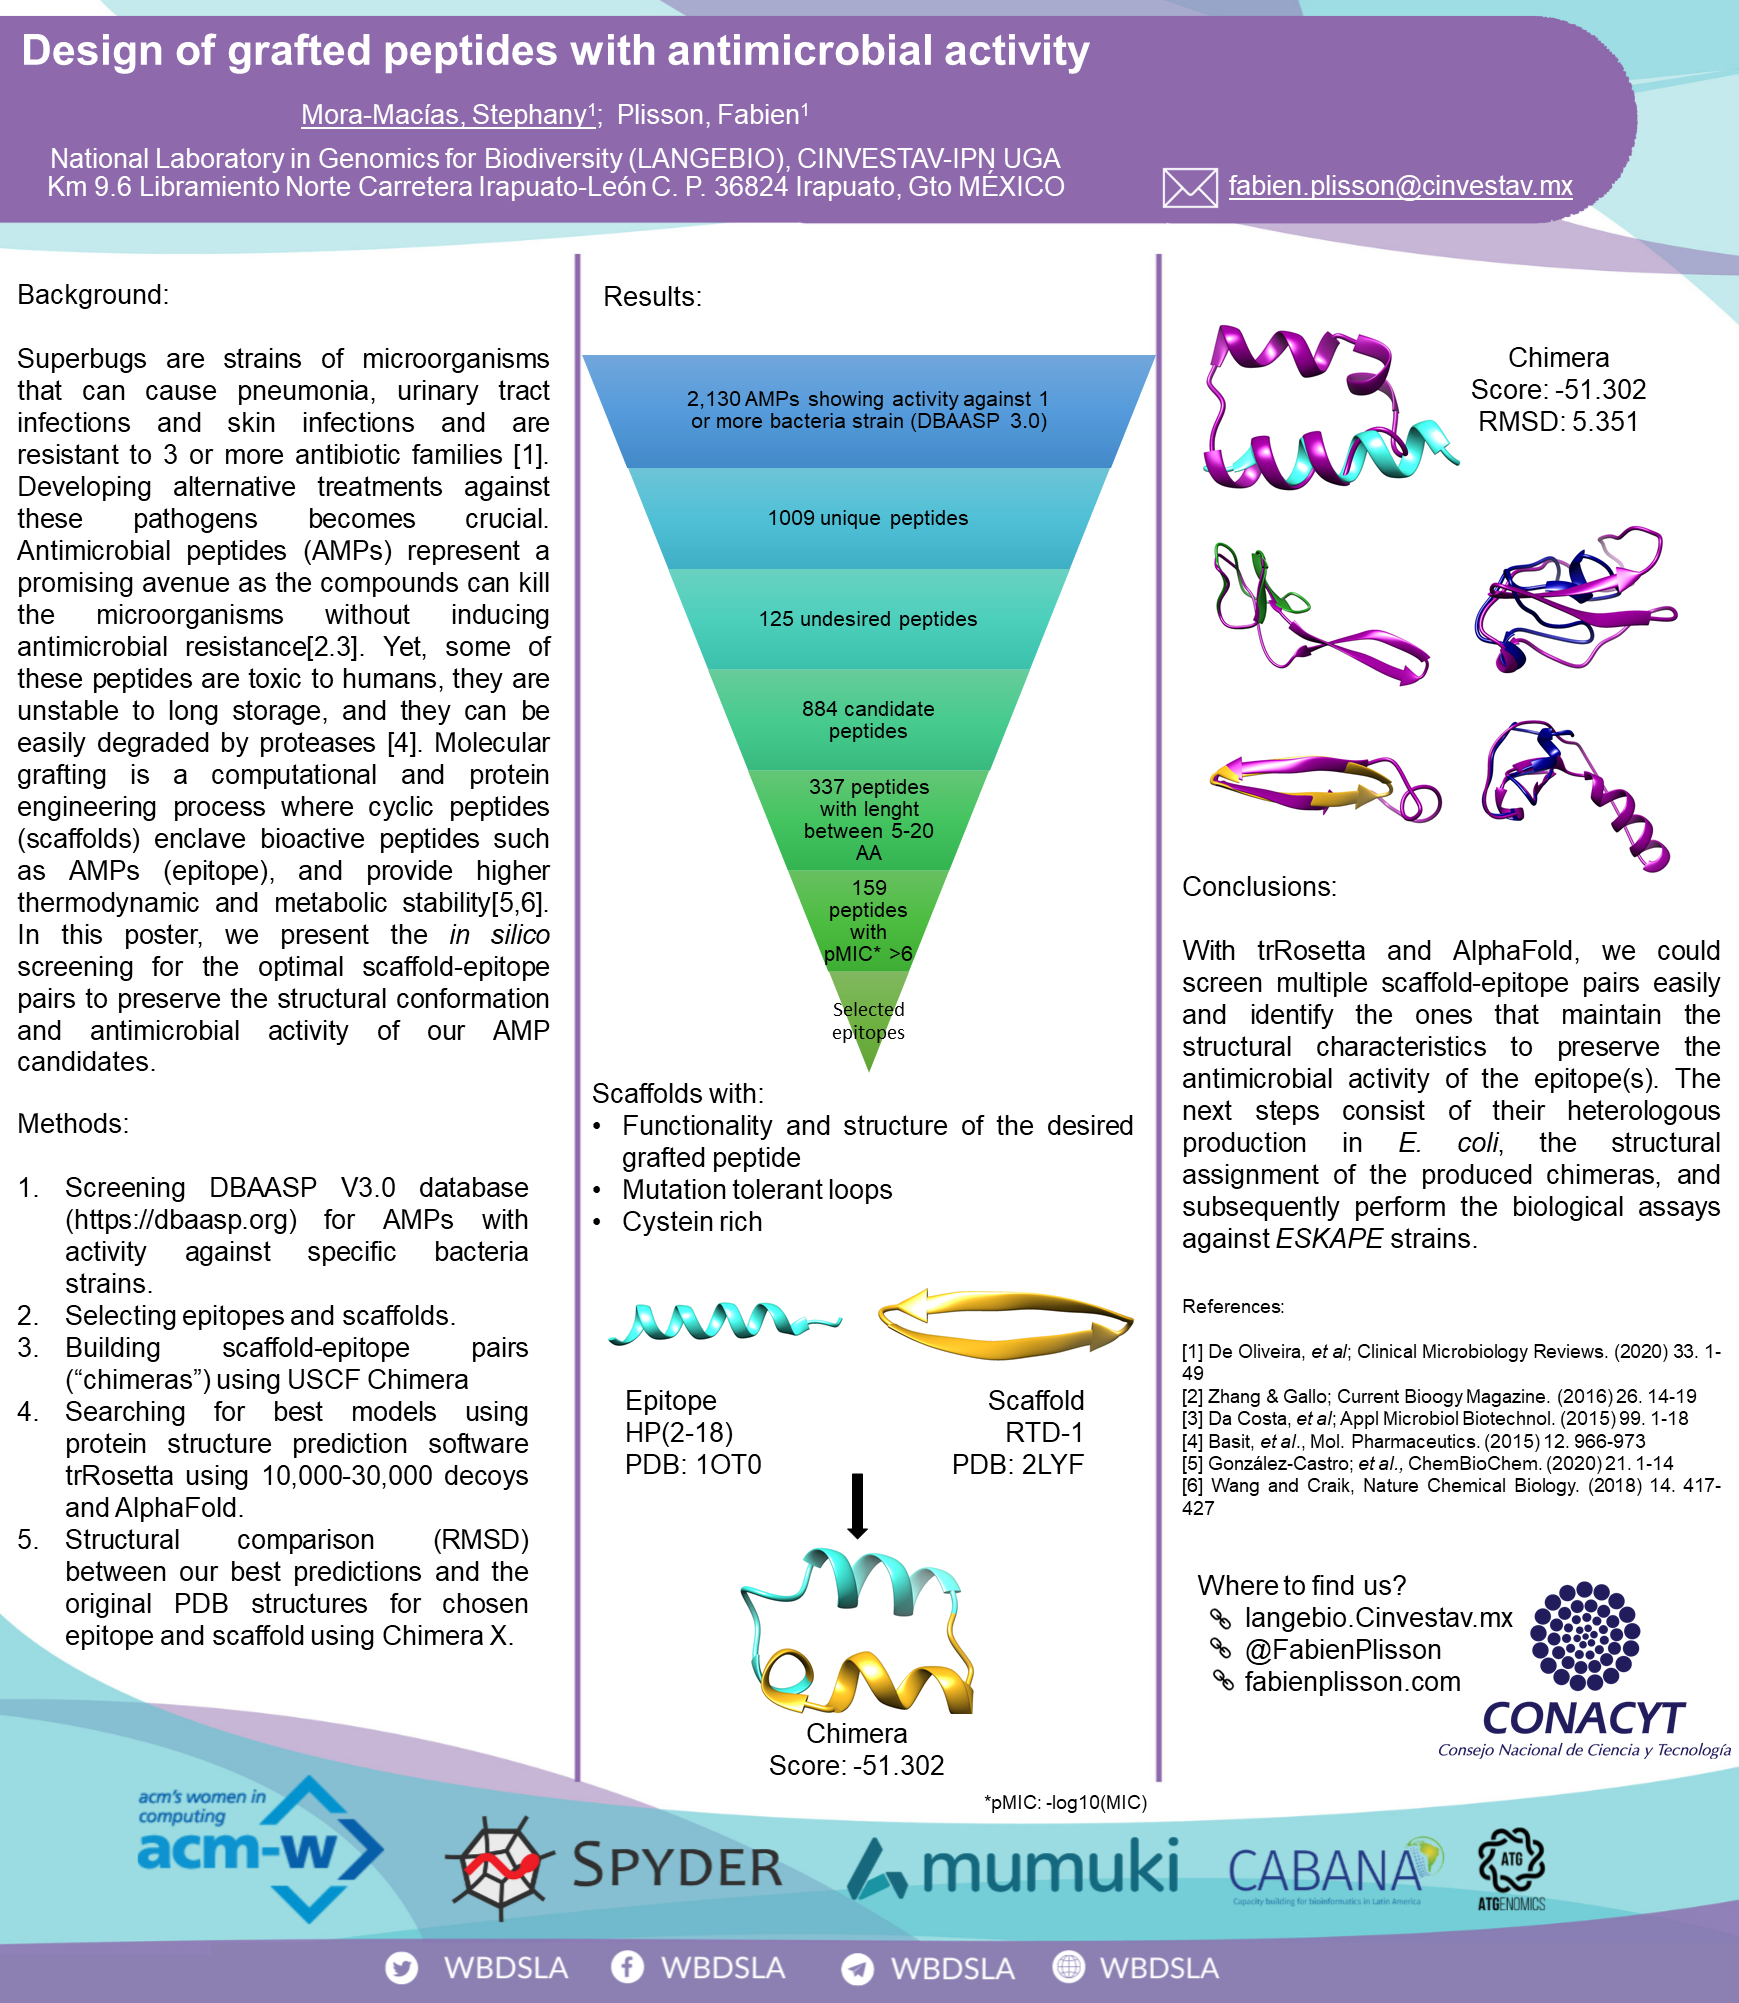 Design of grafted peptides with antimicrobial activity
Mora-Macías, Stephany¹; Plisson, Fabien¹
National Laboratory in Genomics for Biodiversity (LANGEBIO), CINVESTAV-IPN UGA
Km 9.6 Libramiento Norte Carretera Irapuato-León C. P. 36824 Irapuato, Gto MÉXICO
fabien.plisson@cinvestav.mx
Background:
Superbugs are strains of microorganisms
that can cause pneumonia, urinary tract
infections and skin infections and are
resistant to 3 or more antibiotic families [1].
Developing alternative treatments against
these pathogens becomes crucial.
Antimicrobial peptides (AMPs) represent a
promising avenue as the compounds can kill
the microorganisms without inducing
antimicrobial resistance[2.3]. Yet, some of
these peptides are toxic to humans, they are
unstable to long storage, and they can be
easily degraded by proteases [4]. Molecular
grafting is a computational and protein
engineering process where cyclic peptides
(scaffolds) enclave bioactive peptides such
as AMPs (epitope), and provide higher
thermodynamic and metabolic stability[5,6].
In this poster, we present the in silico
screening for the optimal scaffold-epitope
pairs to preserve the structural conformation
and antimicrobial activity of our AMP
candidates.
Methods:
1. Screening DBAASP V3.0 database
(https://dbaasp.org) for AMPs with
activity against specific bacteria
strains.
2. Selecting epitopes and scaffolds.
3. Building scaffold-epitope pairs
(“chimeras”) using USCF Chimera
4. Searching for best models using
protein structure prediction software
trRosetta using 10,000-30,000 decoys
and AlphaFold.
5. Structural comparison (RMSD)
between our best predictions and the
original PDB structures for chosen
epitope and scaffold using Chimera X.
Results:
2,130 AMPs showing activity against 1
or more bacteria strain (DBAASP 3.0)
1009 unique peptides
125 undesired peptides
884 candidate
peptides
337 peptides
with lenght
between 5-20
AA
159
peptides
with
pMIC* >6
Selected
epitopes
Scaffolds with:
• Functionality and structure of the desired
grafted peptide
• Mutation tolerant loops
• Cystein rich
Epitope
HP(2-18)
PDB: 1OT0
Scaffold
RTD-1
PDB: 2LYF
Chimera
Score: -51.302
*pMIC: -log10(MIC)
Chimera
Score: -51.302
RMSD: 5.351
Conclusions:
With trRosetta and AlphaFold, we could
screen multiple scaffold-epitope pairs easily
and identify the ones that maintain the
structural characteristics to preserve the
antimicrobial activity of the epitope(s). The
next steps consist of their heterologous
production in E. coli, the structural
assignment of the produced chimeras, and
subsequently perform the biological assays
against ESKAPE strains.
References:
[1] De Oliveira, et al; Clinical Microbiology Reviews. (2020) 33. 1-
49
[2] Zhang & Gallo; Current Bioogy Magazine. (2016) 26. 14-19
[3] Da Costa, et al; Appl Microbiol Biotechnol. (2015) 99. 1-18
[4] Basit, et al., Mol. Pharmaceutics. (2015) 12. 966-973
[5] González-Castro; et al., ChemBioChem. (2020) 21. 1-14
[6] Wang and Craik, Nature Chemical Biology. (2018) 14. 417-
427
Where to find us?
langebio.Cinvestav.mx
@FabienPlisson
fabienplisson.com
CONACYT
Consejo Nacional de Ciencia y Tecnología
acm's women in
computing
acm-w
SPYDER
mumuki
CABANA
Capacity building for bioinformatics in Latin America
ATG
ATGENOMICS
WBDSLA
WBDSLA
WBDSLA
WBDSLA